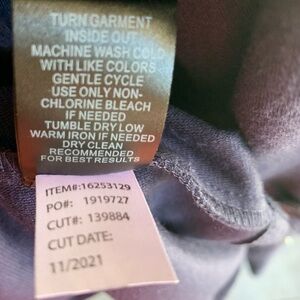 TURN GARMENT
INSIDE OUT
MACHINE WASH COLD
WITH LIKE COLORS
GENTLE CYCLE
USE ONLY NON-
CHLORINE BLEACH
IF NEEDED
TUMBLE DRY LOW
WARM IRON IF NEEDED
DRY CLEAN
RECOMMENDED
FOR BEST RESULTS
ITEM#:16253129
PO#: 1919727
CUT#: 139884
CUT DATE:
11/2021